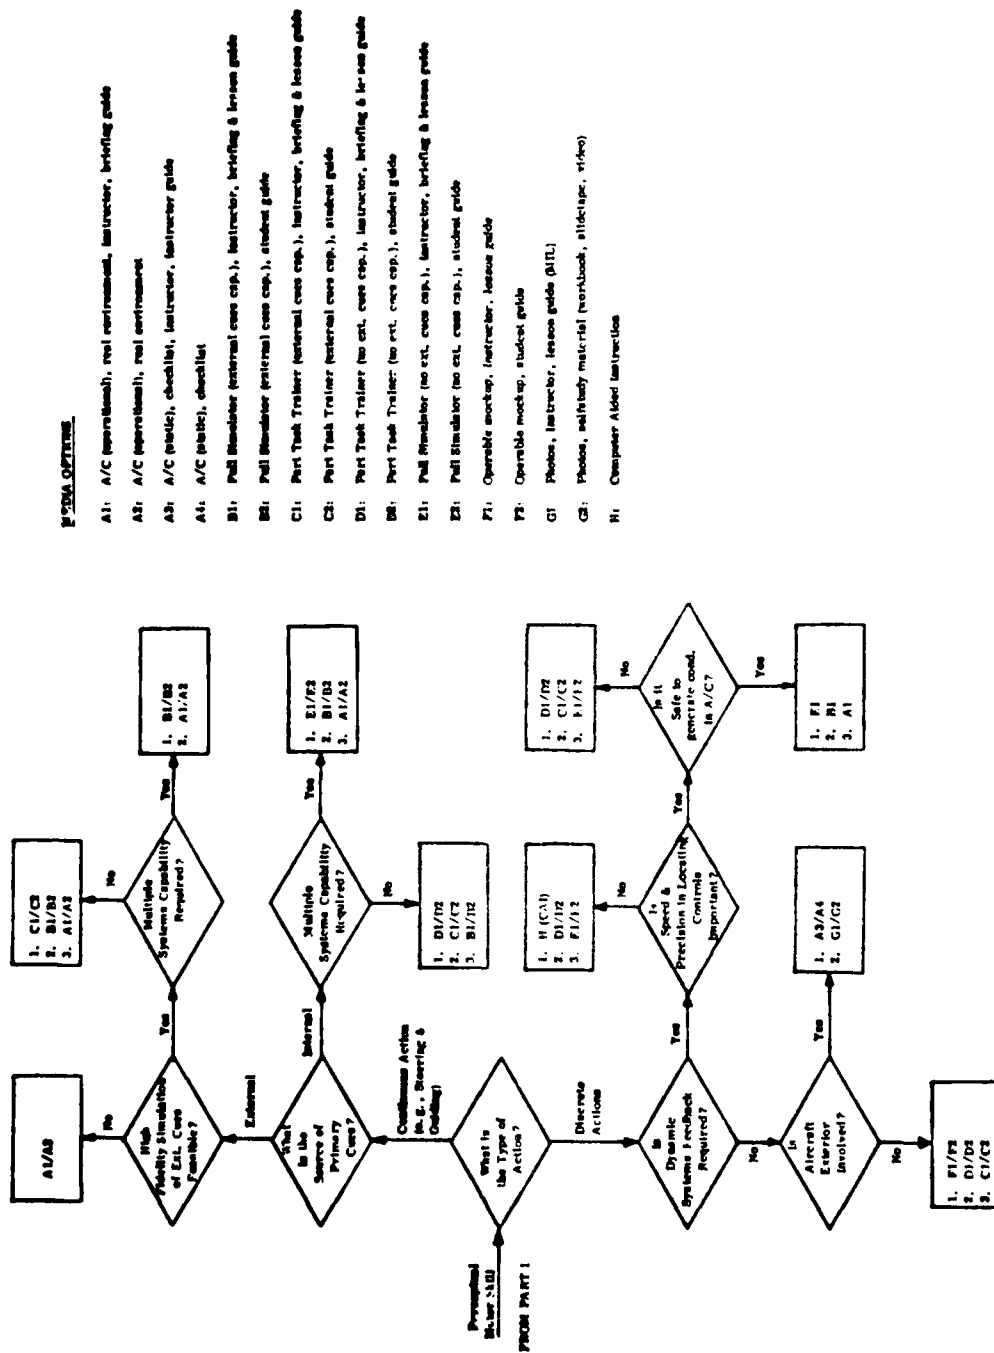 MEDIA OPTIONS
A1: A/C (operational), real environment, instructor, briefing guide
A2: A/C (operational), real environment
A3: A/C (static), checklist, instructor, instructor guide
A4: A/C (static), checklist
B1: Full Simulator (external cues cap.), instructor, briefing & lesson guide
B2: Full Simulator (external cues cap.), student guide
C1: Part Task Trainer (external cues cap.), instructor, briefing & lesson guide
C2: Part Task Trainer (external cues cap.), student guide
D1: Part Task Trainer (no ext. cues cap.), instructor, briefing & lesson guide
D2: Part Task Trainer (no ext. cues cap.), student guide
E1: Full Simulator (no ext. cues cap.), instructor, briefing & lesson guide
E2: Full Simulator (no ext. cues cap.), student guide
F1: Operable mockup, instructor, lesson guide
F2: Operable mockup, student guide
G1 Photos, instructor, lesson guide
G2: Photos, selfstudy material (workbook, slidetape, video)
H: Computer Aided Instruction
A1/A2
No
High
Fidelity Simulation
of Ext. Cues
Feasible?
Yes
1. C1/C2
2. B1/B2
3. A1/A2
No
Multiple
Systems Capability
Required?
Yes
1. B1/B2
2. A1/A2
External
What
is the
Source of
Primary
Cues?
Internal
Multiple
Systems Capability
Required?
Yes
1. E1/E2
2. B1/B2
3. A1/A2
No
1. D1/D2
2. C1/C2
3. B1/B2
Continuous Action
(e.g., Steering &
Guiding)
Perceptual
Motor Skill
FROM PART 1
What is
the Type of
Action?
Discrete
Actions
Is
Dynamic
Systems Feedback
Required?
Yes
1. H (CAI)
2. D1/D2
3. F1/F2
No
Is
Speed &
Precision in Locating
Controls
Important?
Yes
1. D1/D2
2. C1/C2
3.
No
Is it
Safe to
generate cond.
in A/C?
Yes
1. E1
2. B1
3. A1
No
Is
Aircraft
Exterior
Involved?
Yes
1. A3/A4
2. G1/G2
No
1. F1/F2
2. D1/D2
3. C1/C2